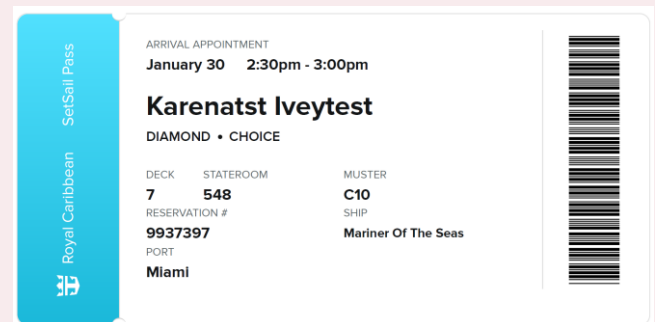 Royal Caribbean SetSail Pass
ARRIVAL APPOINTMENT
January 30 2:30pm - 3:00pm
Karenatst Iveytest
DIAMOND • CHOICE
DECK STATEROOM MUSTER
7 548 C10
RESERVATION # SHIP
9937397 Mariner Of The Seas
PORT
Miami